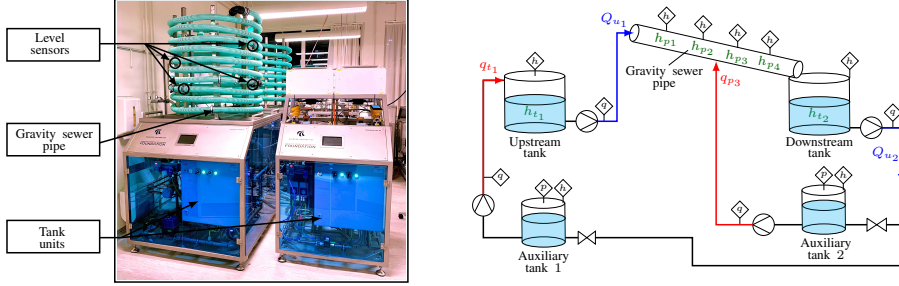 Level
sensors
Gravity sewer
pipe
Tank
units
FOUNDATION
FOUNDATION
Q_{u_1}
h
h
h
h
h_{p_1}
h_{p_2}
h_{p_3}
h_{p_4}
Gravity sewer
pipe
q_{t_1}
h
h_{t_1}
q
Upstream
tank
q_{p_3}
h
h_{t_2}
q
Downstream
tank
Q_{u_2}
q
p
h
Auxiliary
tank 1
q
p
h
Auxiliary
tank 2